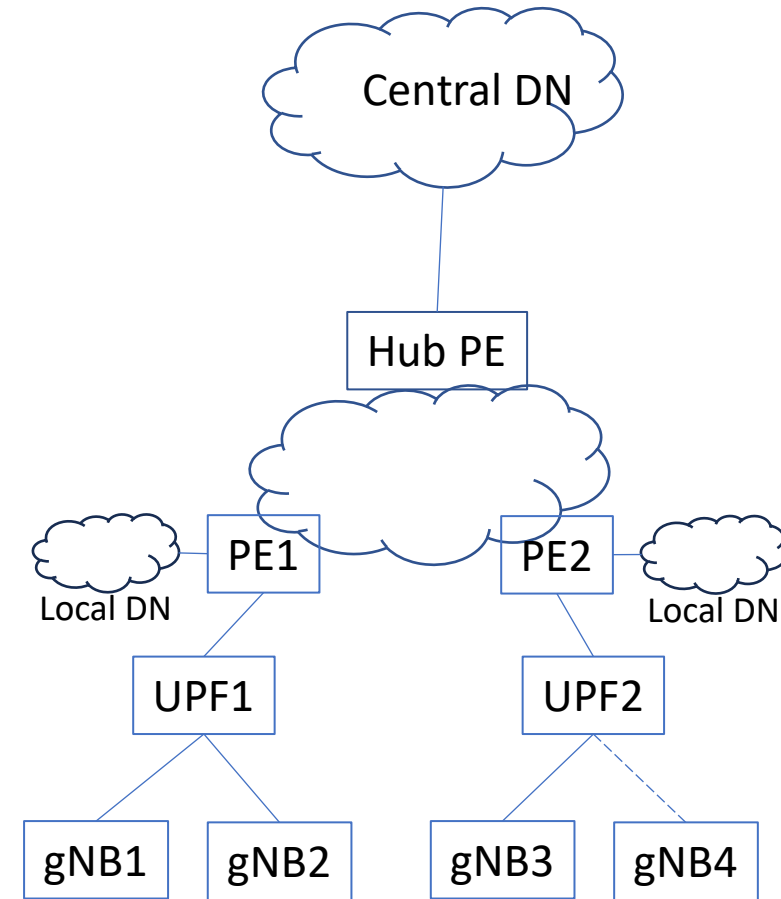 Central DN
Hub PE
PE1
PE2
Local DN
Local DN
UPF1
UPF2
gNB1
gNB2
gNB3
gNB4